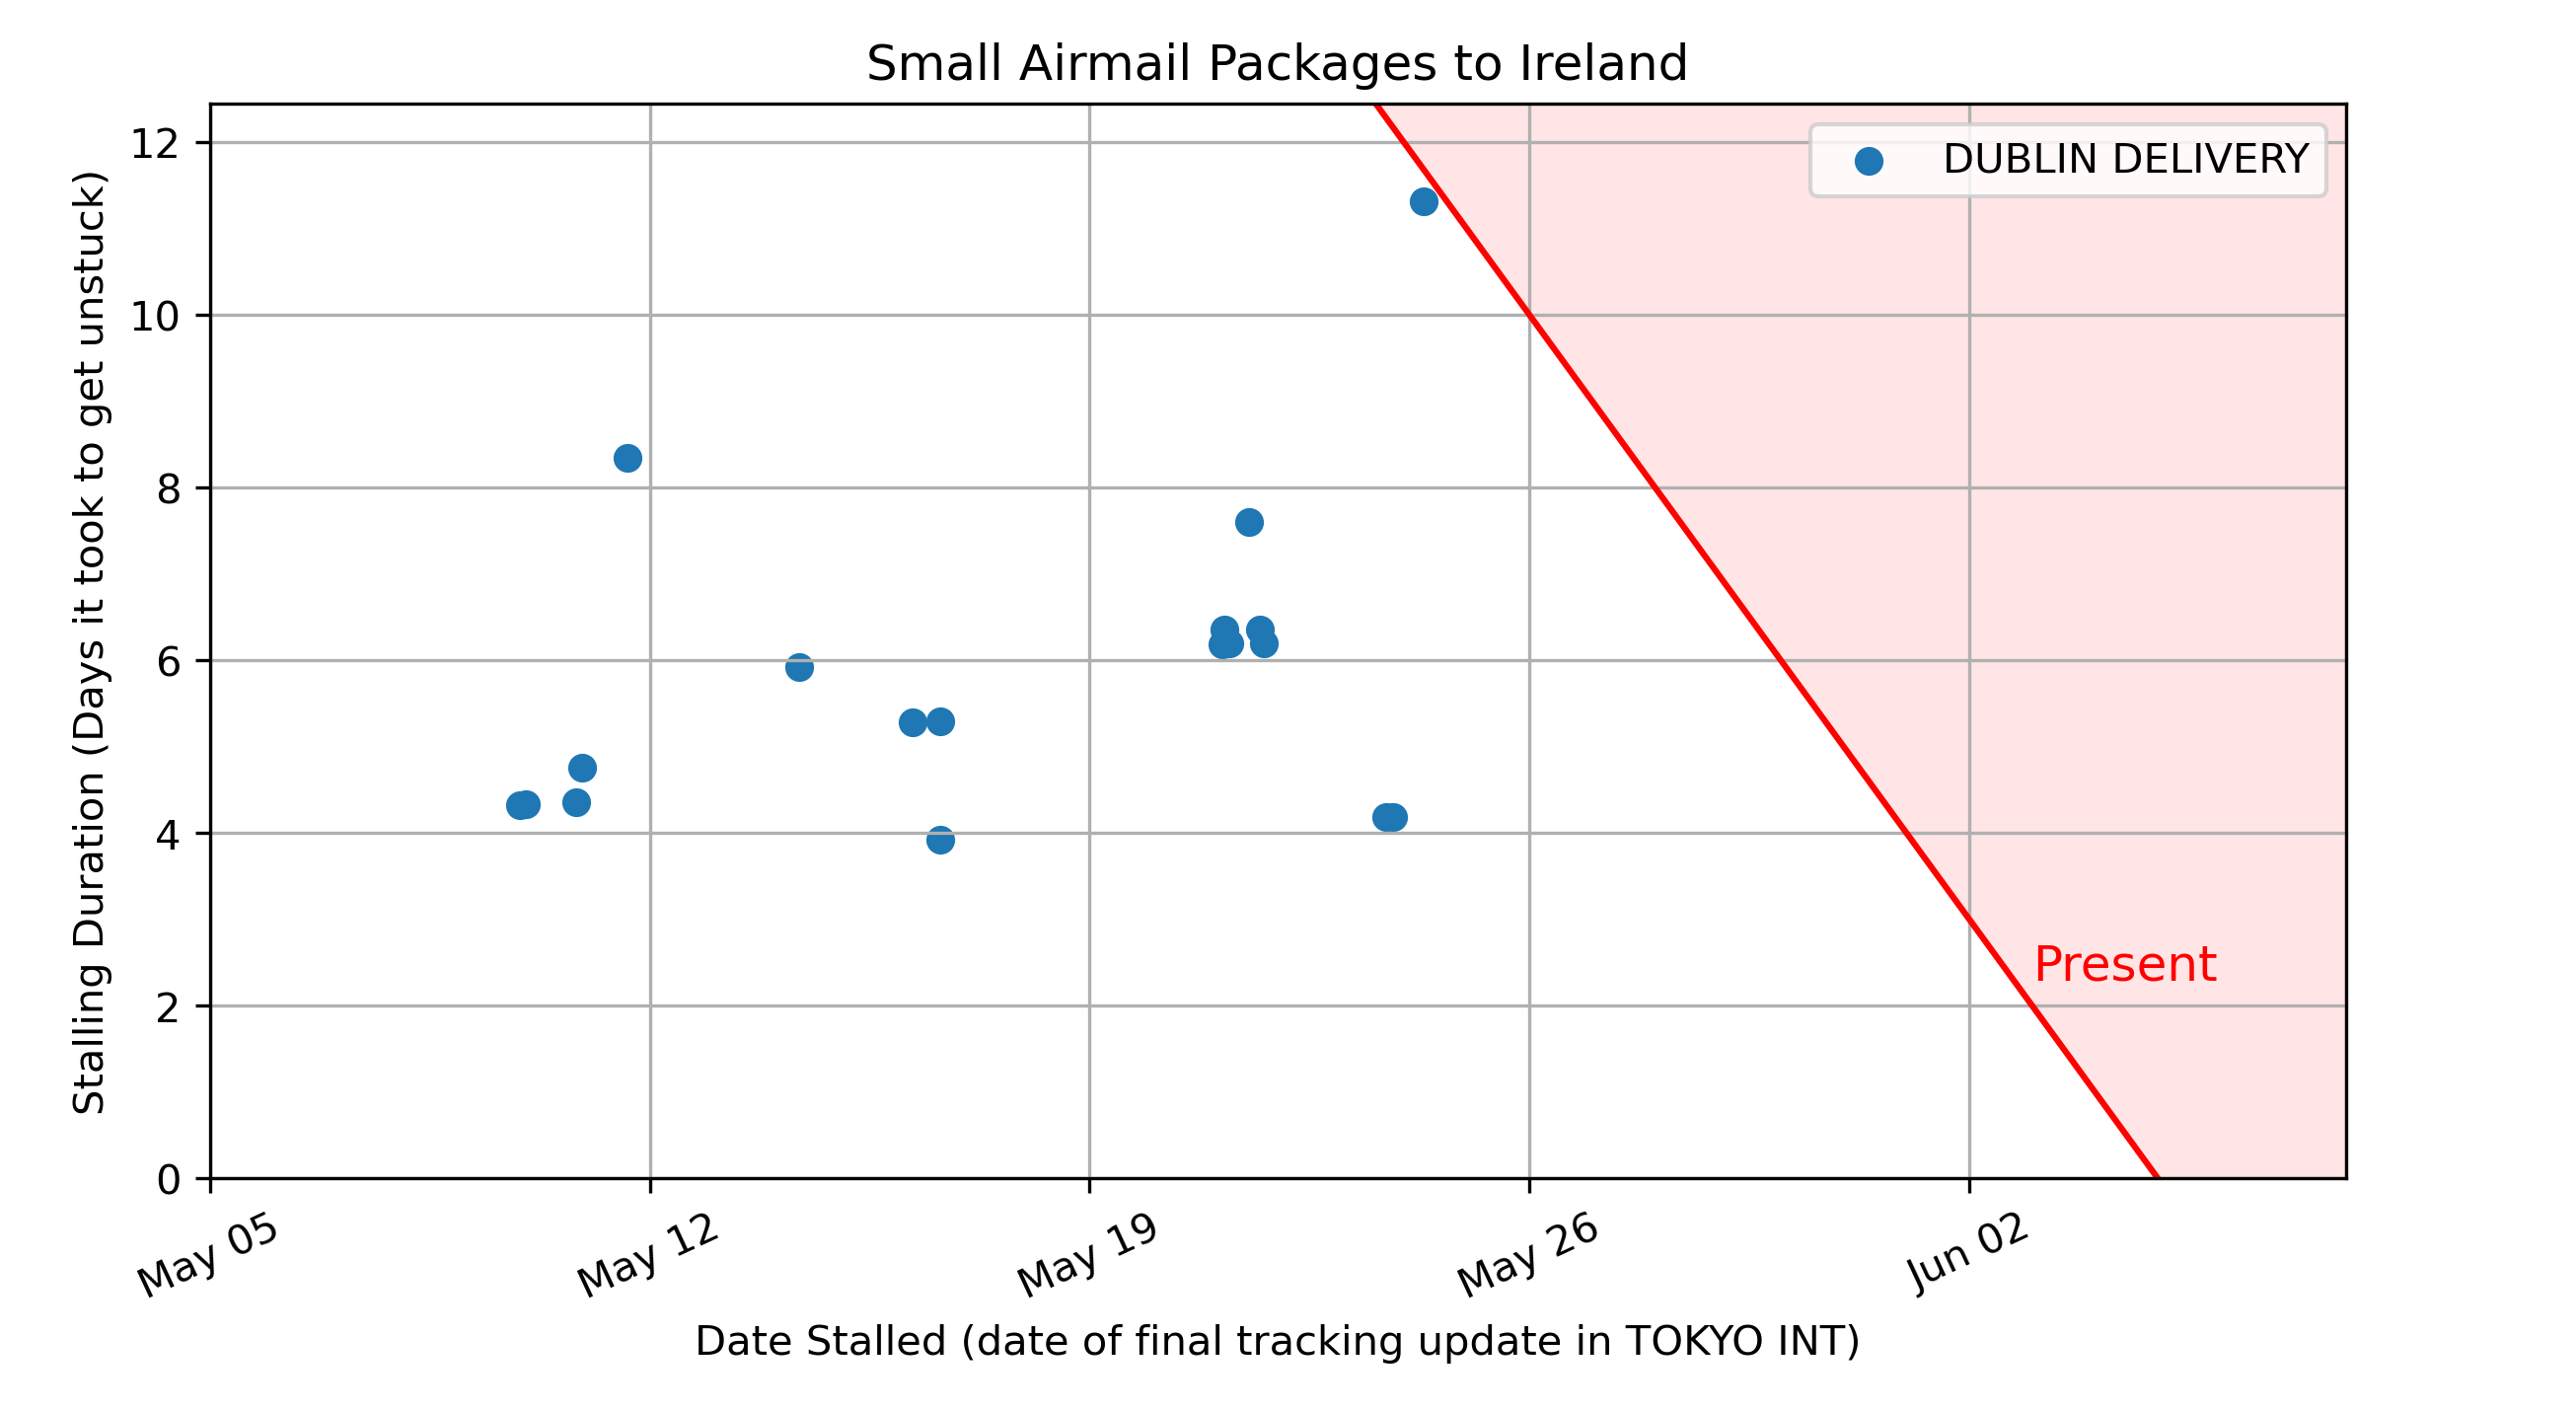 Small Airmail Packages to Ireland
DUBLIN DELIVERY
Stalling Duration (Days it took to get unstuck)
12
10
8
6
4
2
0
Present
May 05
May 12
May 19
May 26
Jun 02
Date Stalled (date of final tracking update in TOKYO INT)